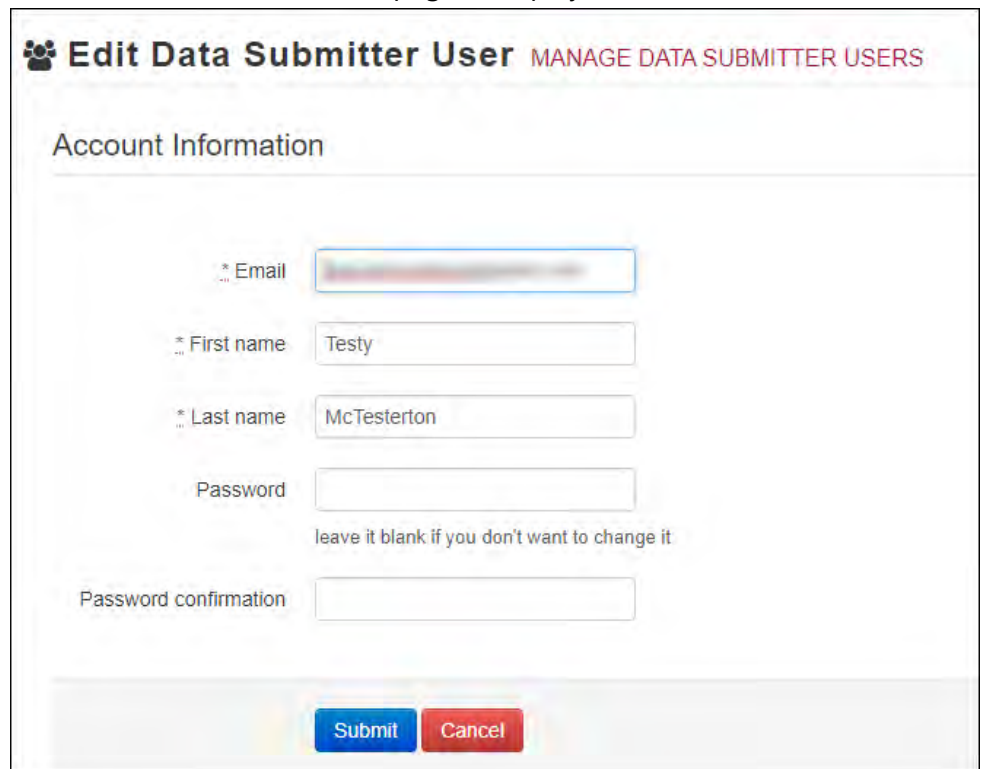 Edit Data Submitter User MANAGE DATA SUBMITTER USERS
Account Information
* Email
* First name Testy
* Last name McTesterton
Password
leave it blank if you don't want to change it
Password confirmation
Submit Cancel